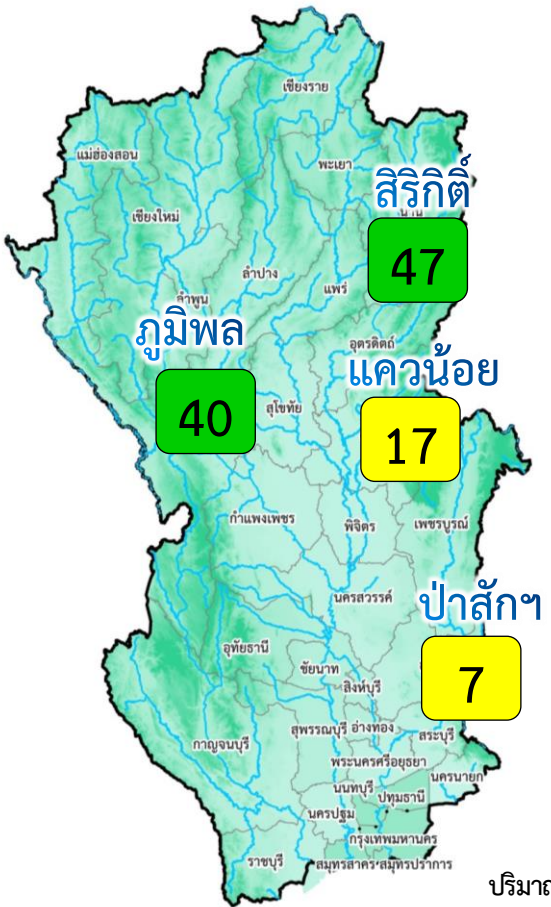 เชียงราย
แม่ฮ่องสอน
พะเยา
สิริกิติ์
น่าน
เชียงใหม่
47
ลำปาง
แพร่
ลำพูน
ภูมิพล
อุตรดิตถ์
แควน้อย
40
สุโขทัย
17
กำแพงเพชร
พิจิตร
เพชรบูรณ์
นครสวรรค์
ป่าสักฯ
อุทัยธานี
ชัยนาท
7
สิงห์บุรี
สุพรรณบุรี อ่างทอง
สระบุรี
กาญจนบุรี
พระนครศรีอยุธยา
นครนายก
นนทบุรี
ปทุมธานี
นครปฐม
กรุงเทพมหานคร
ราชบุรี
สมุทรสาคร สมุทรปราการ